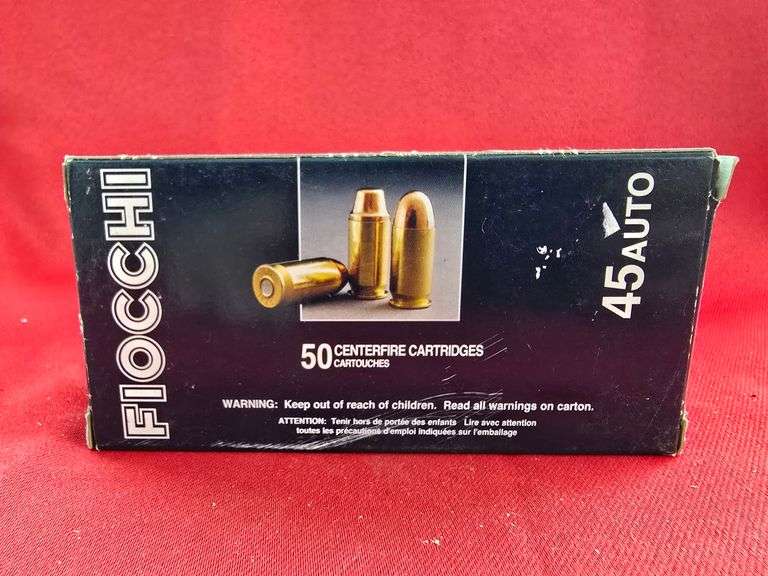 FIOCCHI
50 CENTERFIRE CARTRIDGES
CARTOUCHES
45 AUTO
WARNING: Keep out of reach of children. Read all warnings on carton.
ATTENTION: Tenir hors de portée des enfants Lire avec attention
toutes les précautions d'emploi indiquées sur l'emballage